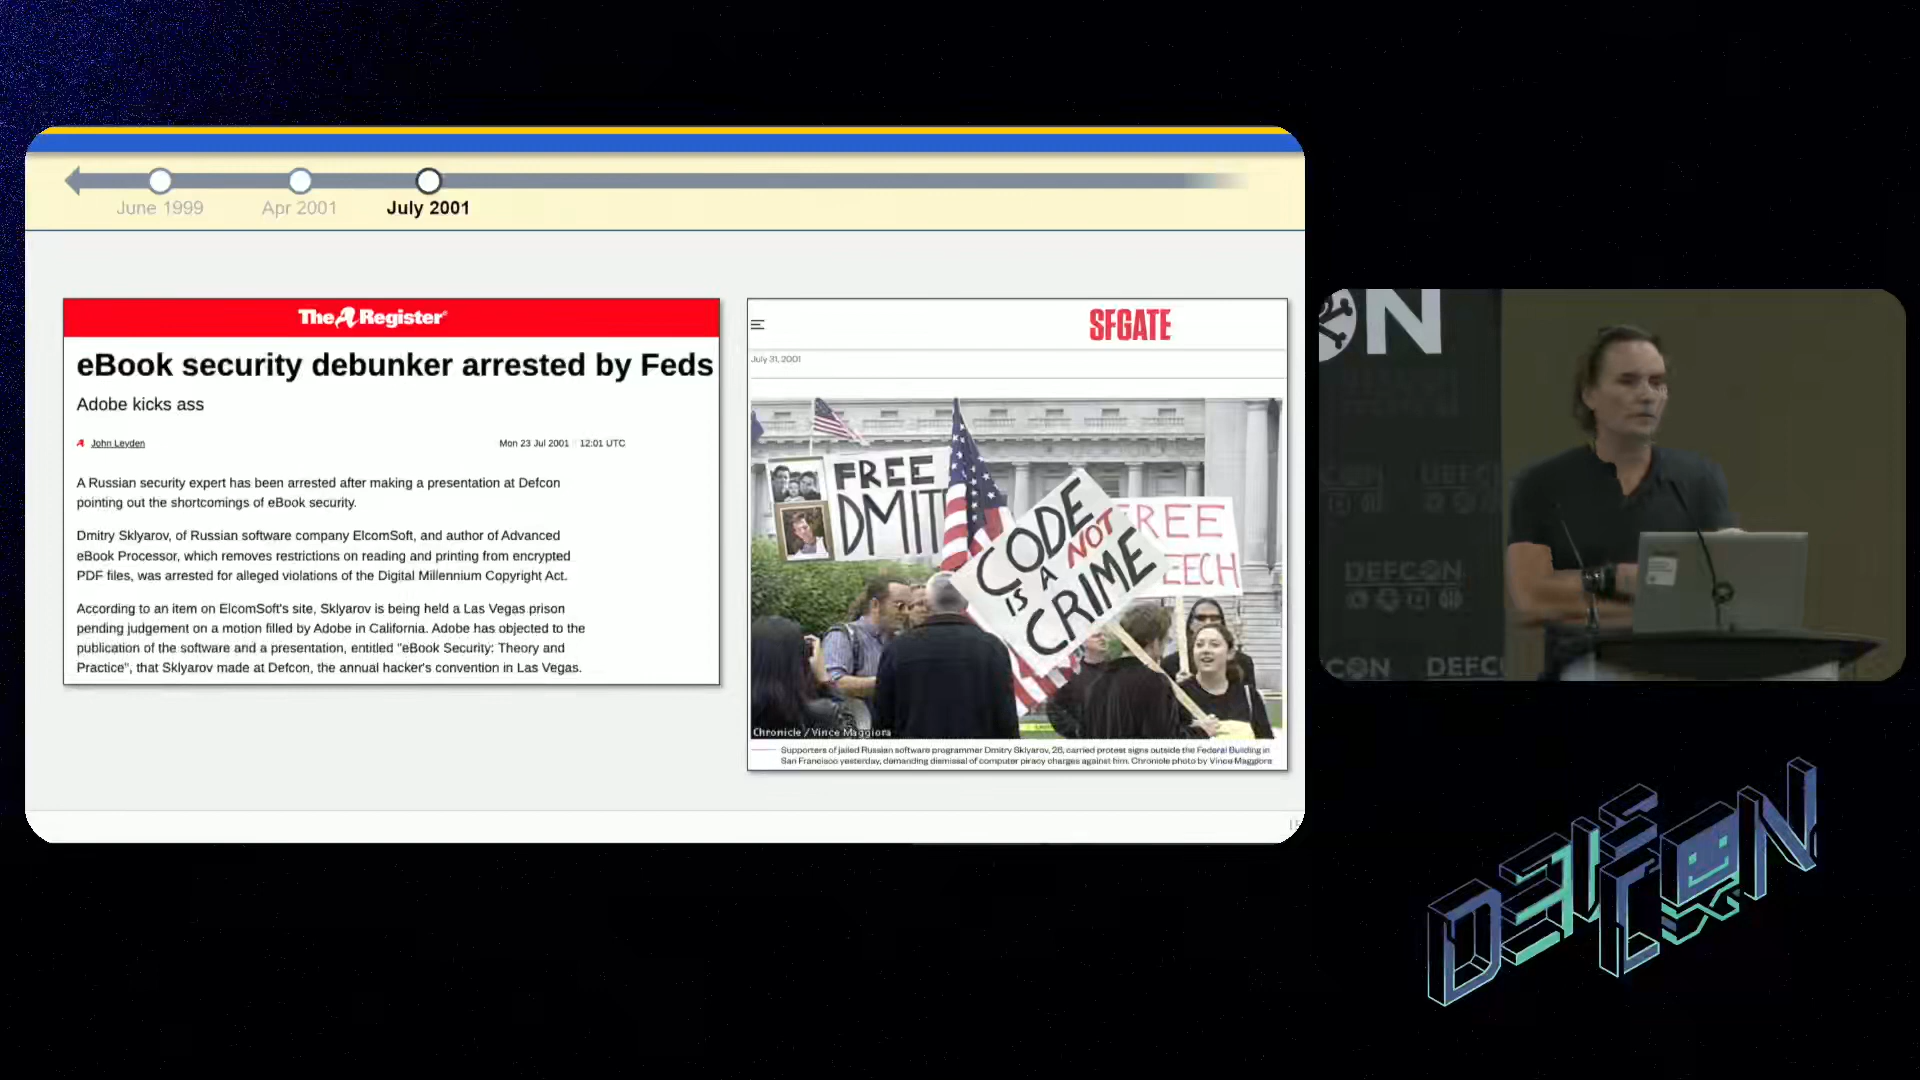 June 1999
Apr 2001
July 2001
The Register
eBook security debunker arrested by Feds
Adobe kicks ass
John Leyden
Mon 23 Jul 2001 12:01 UTC
A Russian security expert has been arrested after making a presentation at Defcon
pointing out the shortcomings of eBook security.
Dmitry Sklyarov, of Russian software company ElcomSoft, and author of Advanced
eBook Processor, which removes restrictions on reading and printing from encrypted
PDF files, was arrested for alleged violations of the Digital Millennium Copyright Act.
According to an item on ElcomSoft's site, Sklyarov is being held a Las Vegas prison
pending judgement on a motion filled by Adobe in California. Adobe has objected to the
publication of the software and a presentation, entitled "eBook Security: Theory and
Practice", that Sklyarov made at Defcon, the annual hacker's convention in Las Vegas.
SFGATE
July 31, 2001
FREE
DMIT
CODE
IS A NOT
CRIME
REE
EECH
Chronicle / Vince Maggiora
Supporters of jailed Russian software programmer Dmitry Sklyarov, 26, carried protest signs outside the Federal Building in
San Francisco yesterday, demanding dismissal of computer piracy charges against him. Chronicle photo by Vince Maggiora
ON
DEFCON
CON DEFC
DEFCON